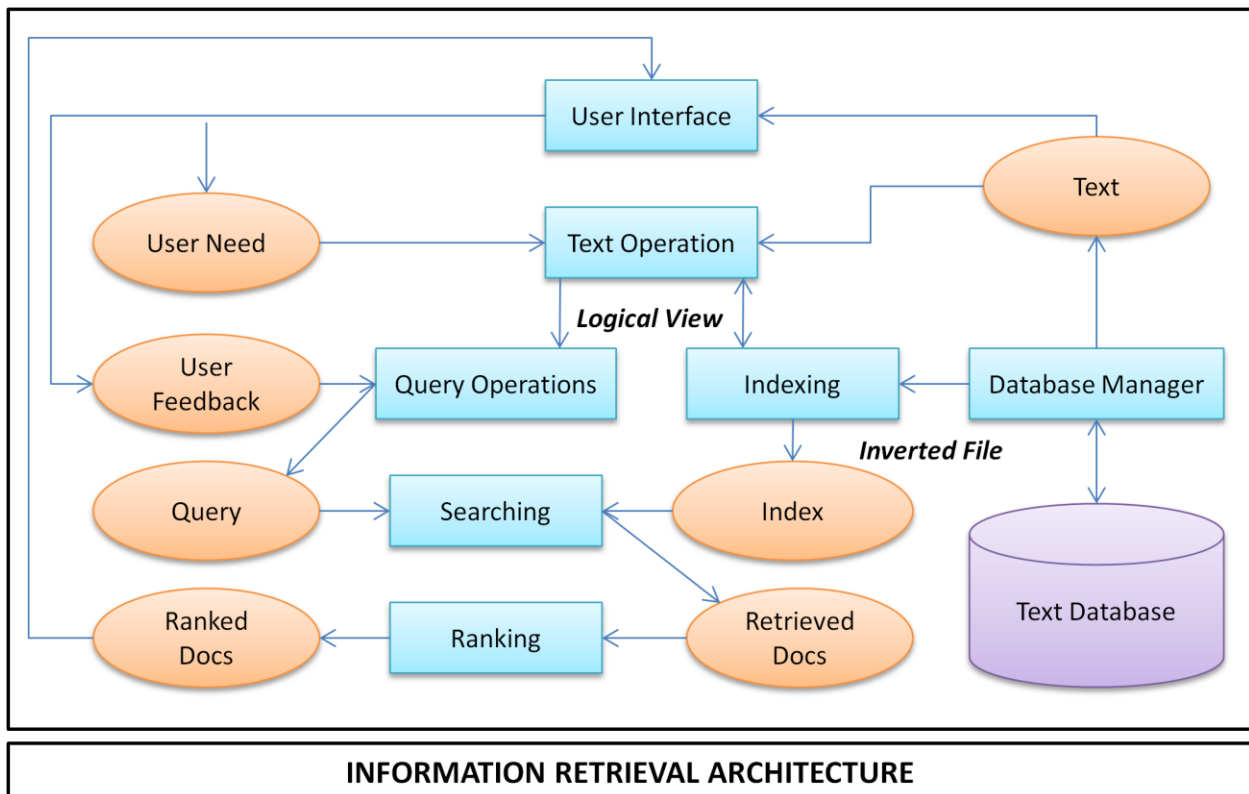 User Interface
Text
User Need
Text Operation
Logical View
User
Feedback
Query Operations
Indexing
Database Manager
Inverted File
Query
Searching
Index
Text Database
Ranked
Docs
Ranking
Retrieved
Docs
INFORMATION RETRIEVAL ARCHITECTURE